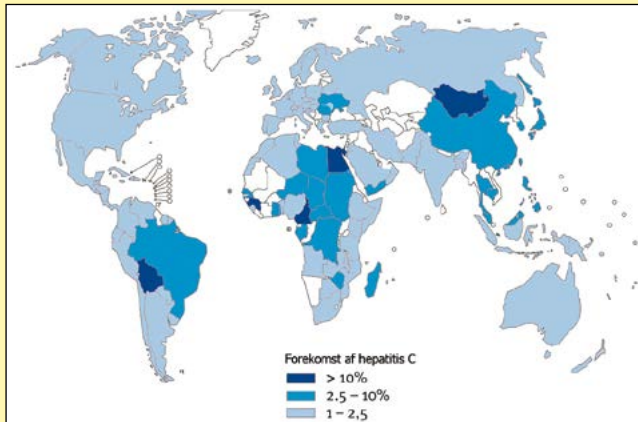 Forekomst af hepatitis C
> 10%
2.5 – 10%
1 – 2,5